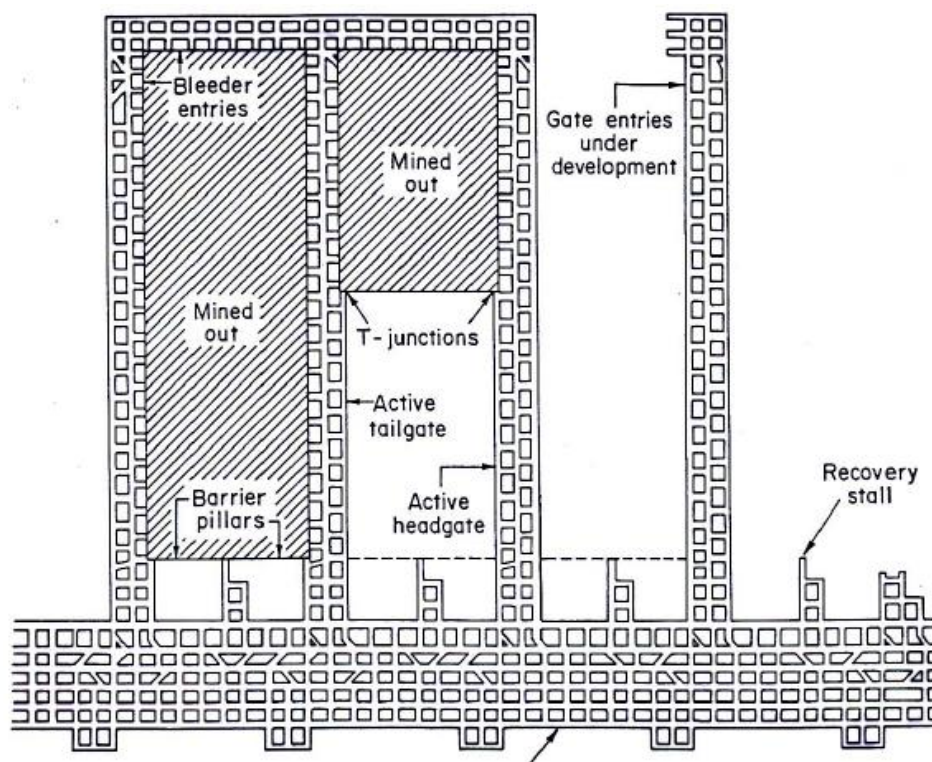 Bleeder
entries
Mined
out
Gate entries
under
development
Mined
out
T-junctions
Active
tailgate
Barrier
pillars
Active
headgate
Recovery
stall